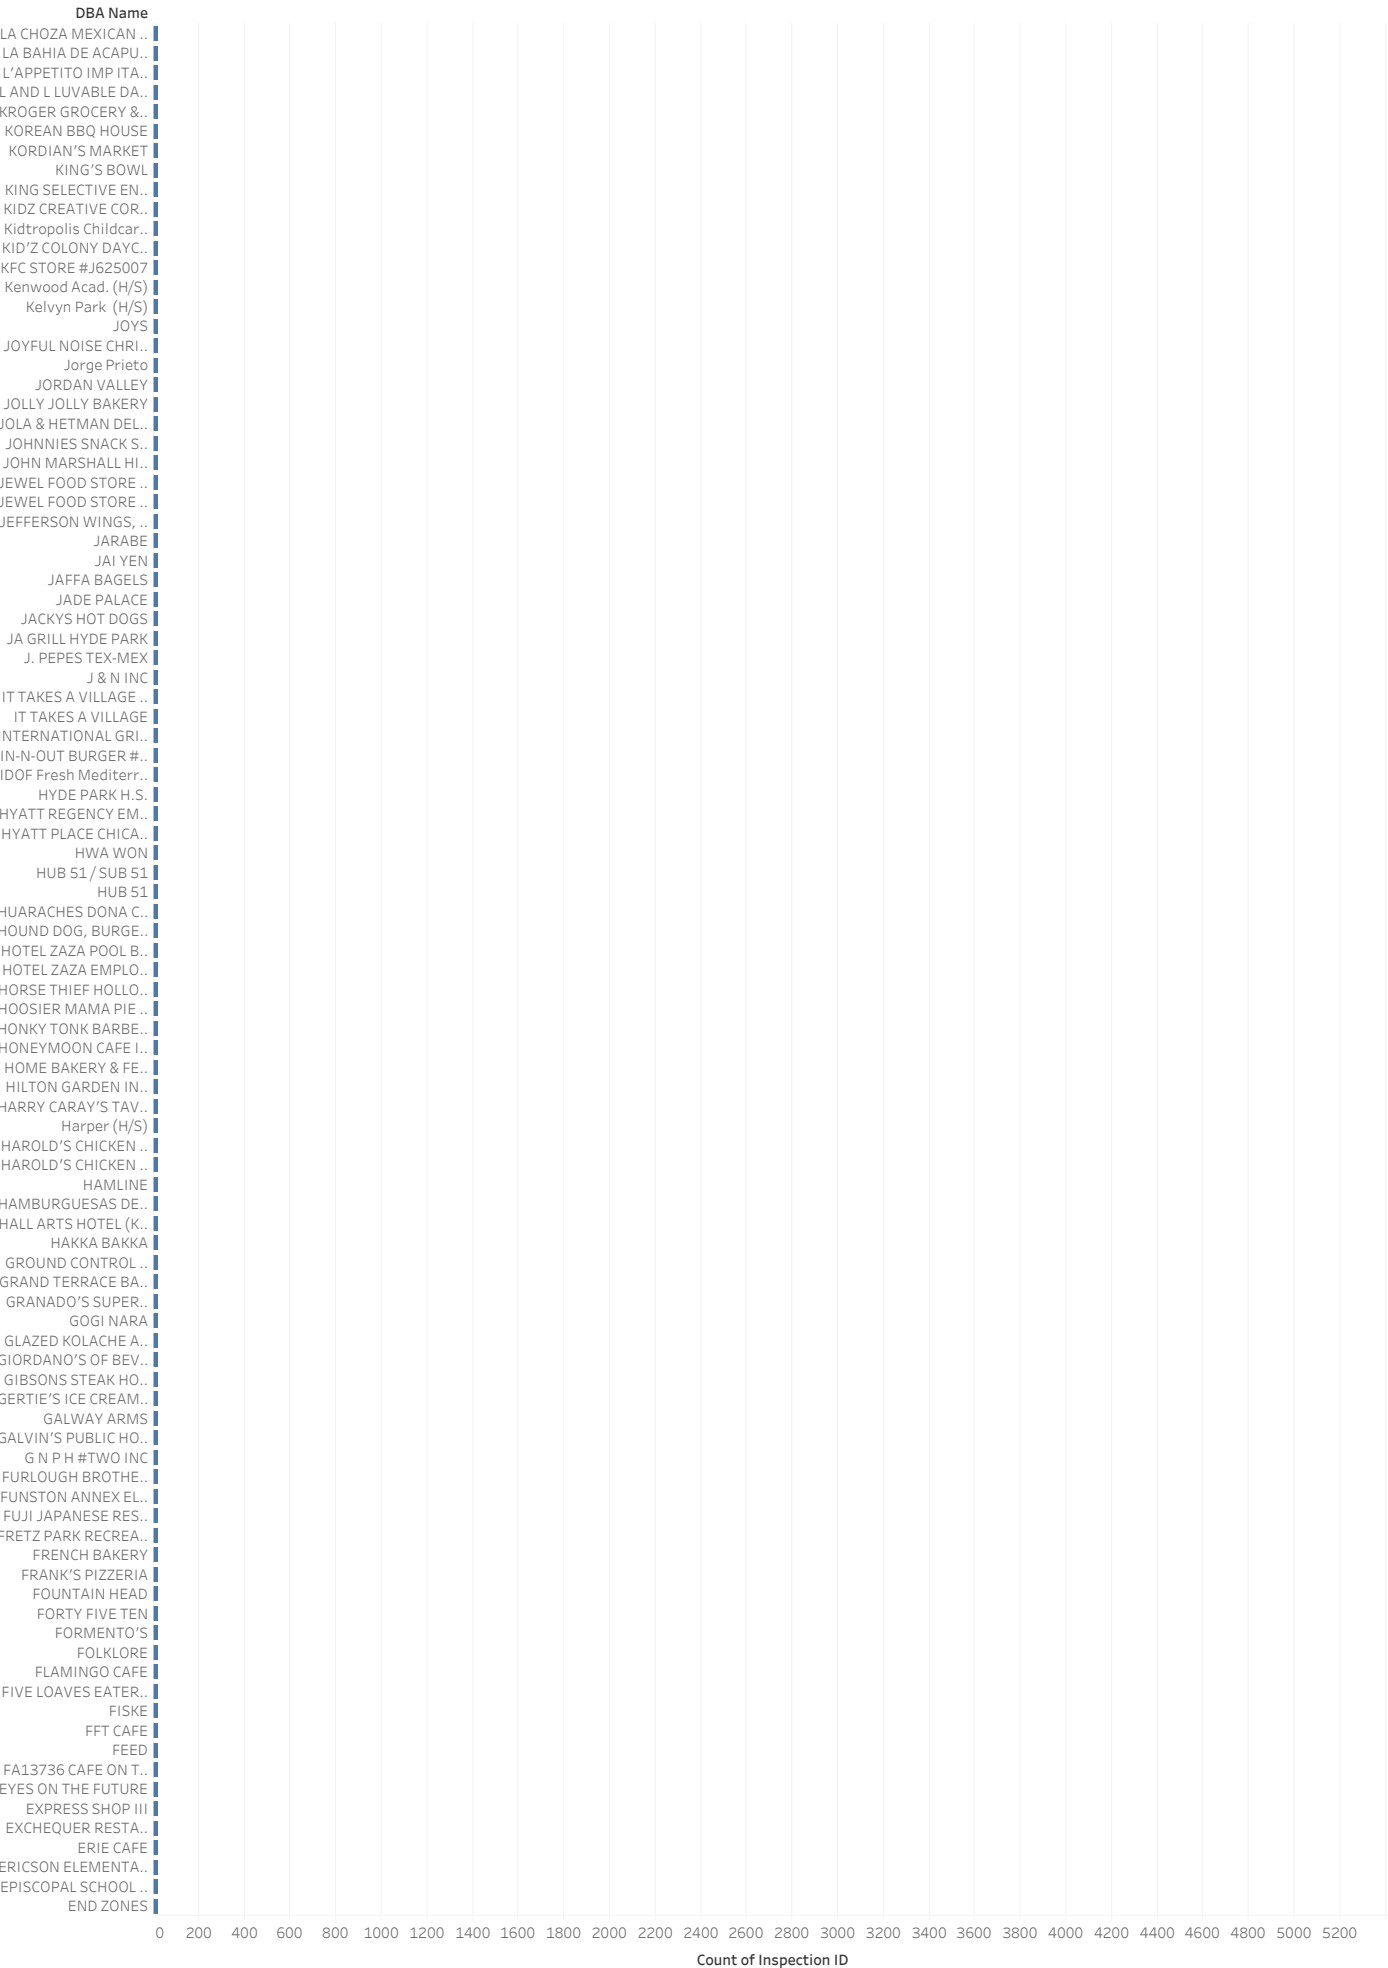 DBA Name
LA CHOZA MEXICAN ..
LA BAHIA DE ACAPU..
L'APPETITO IMP ITA..
L AND L LUVABLE DA..
KROGER GROCERY &..
KOREAN BBQ HOUSE
KORDIAN'S MARKET
KING'S BOWL
KING SELECTIVE EN..
KIDZ CREATIVE COR..
Kidtropolis Childcar..
KID'Z COLONY DAYC..
KFC STORE #J625007
Kenwood Acad. (H/S)
Kelvyn Park (H/S)
JOYS
JOYFUL NOISE CHRI..
Jorge Prieto
JORDAN VALLEY
JOLLY JOLLY BAKERY
JOLA & HETMAN DEL..
JOHNNIES SNACK S..
JOHN MARSHALL HI..
JEWEL FOOD STORE ..
JEWEL FOOD STORE ..
JEFFERSON WINGS, ..
JARABE
JAI YEN
JAFFA BAGELS
JADE PALACE
JACKYS HOT DOGS
JA GRILL HYDE PARK
J. PEPES TEX-MEX
J & N INC
IT TAKES A VILLAGE ..
IT TAKES A VILLAGE
INTERNATIONAL GRI..
IN-N-OUT BURGER #..
IDOF Fresh Mediterr..
HYDE PARK H.S.
HYATT REGENCY EM..
HYATT PLACE CHICA..
HWA WON
HUB 51 / SUB 51
HUB 51
HUARACHES DONA C..
HOUND DOG, BURGE..
HOTEL ZAZA POOL B..
HOTEL ZAZA EMPLO..
HORSE THIEF HOLLO..
HOOSIER MAMA PIE ..
HONKY TONK BARBE..
HONEYMOON CAFE I..
HOME BAKERY & FE..
HILTON GARDEN IN..
HARRY CARAY'S TAV..
Harper (H/S)
HAROLD'S CHICKEN ..
HAROLD'S CHICKEN ..
HAMLINE
HAMBURGUESAS DE..
HALL ARTS HOTEL (K..
HAKKA BAKKA
GROUND CONTROL ..
GRAND TERRACE BA..
GRANADO'S SUPER..
GOGI NARA
GLAZED KOLACHE A..
GIORDANO'S OF BEV..
GIBSONS STEAK HO..
GERTIE'S ICE CREAM..
GALWAY ARMS
GALVIN'S PUBLIC HO..
G N P H #TWO INC
FURLOUGH BROTHE..
FUNSTON ANNEX EL..
FUJI JAPANESE RES..
FRETZ PARK RECREA..
FRENCH BAKERY
FRANK'S PIZZERIA
FOUNTAIN HEAD
FORTY FIVE TEN
FORMENTO'S
FOLKLORE
FLAMINGO CAFE
FIVE LOAVES EATER..
FISKE
FFT CAFE
FEED
FA13736 CAFE ON T..
EYES ON THE FUTURE
EXPRESS SHOP III
EXCHEQUER RESTA..
ERIE CAFE
ERICSON ELEMENTA..
EPISCOPAL SCHOOL ..
END ZONES
0 200 400 600 800 1000 1200 1400 1600 1800 2000 2200 2400 2600 2800 3000 3200 3400 3600 3800 4000 4200 4400 4600 4800 5000 5200
Count of Inspection ID